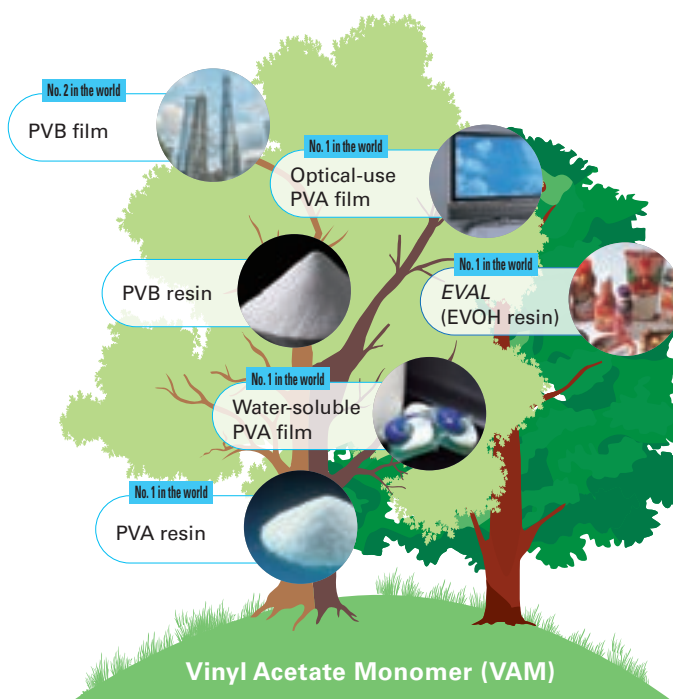 No. 2 in the world
PVB film
No. 1 in the world
Optical-use
PVA film
No. 1 in the world
EVAL
(EVOH resin)
PVB resin
No. 1 in the world
Water-soluble
PVA film
No. 1 in the world
PVA resin
Vinyl Acetate Monomer (VAM)